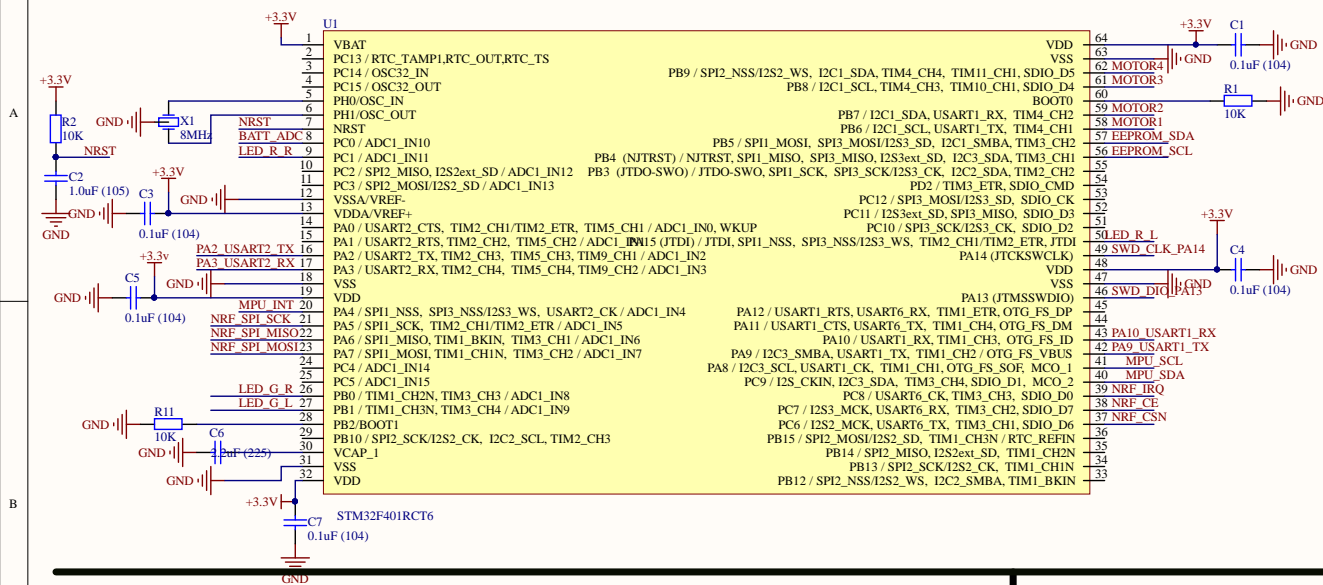 A
B
U1
+3.3V
1 VBAT
2 PC13 / RTC_TAMP1,RTC_OUT,RTC_TS
3 PC14 / OSC32_IN
4 PC15 / OSC32_OUT
5 PH0/OSC_IN
6 PH1/OSC_OUT
NRST 7 NRST
BATT_ADC 8 PC0 / ADC1_IN10
LED_R_R 9 PC1 / ADC1_IN11
10 PC2 / SPI2_MISO, I2S2ext_SD / ADC1_IN12
11 PC3 / SPI2_MOSI/I2S2_SD / ADC1_IN13
12 VSSA/VREF-
13 VDDA/VREF+
14 PA0 / USART2_CTS, TIM2_CH1/TIM2_ETR, TIM5_CH1 / ADC1_IN0, WKUP
15 PA1 / USART2_RTS, TIM2_CH2, TIM5_CH2 / ADC1_IN1
PA2_USART2_TX 16 PA2 / USART2_TX, TIM2_CH3, TIM5_CH3, TIM9_CH1 / ADC1_IN2
PA3_USART2_RX 17 PA3 / USART2_RX, TIM2_CH4, TIM5_CH4, TIM9_CH2 / ADC1_IN3
18 VSS
19 VDD
MPU_INT 20 PA4 / SPI1_NSS, SPI3_NSS/I2S3_WS, USART2_CK / ADC1_IN4
NRF_SPI_SCK 21 PA5 / SPI1_SCK, TIM2_CH1/TIM2_ETR / ADC1_IN5
NRF_SPI_MISO 22 PA6 / SPI1_MISO, TIM1_BKIN, TIM3_CH1 / ADC1_IN6
NRF_SPI_MOSI 23 PA7 / SPI1_MOSI, TIM1_CH1N, TIM3_CH2 / ADC1_IN7
24 PC4 / ADC1_IN14
25 PC5 / ADC1_IN15
LED_G_R 26 PB0 / TIM1_CH2N, TIM3_CH3 / ADC1_IN8
LED_G_L 27 PB1 / TIM1_CH3N, TIM3_CH4 / ADC1_IN9
28 PB2/BOOT1
29 PB10 / SPI2_SCK/I2S2_CK, I2C2_SCL, TIM2_CH3
30 VCAP_1
31 VSS
32 VDD
VDD 64
VSS 63
PB9 / SPI2_NSS/I2S2_WS, I2C1_SDA, TIM4_CH4, TIM11_CH1, SDIO_D5 62 MOTOR4
PB8 / I2C1_SCL, TIM4_CH3, TIM10_CH1, SDIO_D4 61 MOTOR3
BOOT0 60
PB7 / I2C1_SDA, USART1_RX, TIM4_CH2 59 MOTOR2
PB6 / I2C1_SCL, USART1_TX, TIM4_CH1 58 MOTOR1
PB5 / SPI1_MOSI, SPI3_MOSI/I2S3_SD, I2C1_SMBA, TIM3_CH2 57 EEPROM_SDA
PB4 (NJTRST) / NJTRST, SPI1_MISO, SPI3_MISO, I2S3ext_SD, I2C3_SDA, TIM3_CH1 56 EEPROM_SCL
PB3 (JTDO-SWO) / JTDO-SWO, SPI1_SCK, SPI3_SCK/I2S3_CK, I2C2_SDA, TIM2_CH2 55
PD2 / TIM3_ETR, SDIO_CMD 54
PC12 / SPI3_MOSI/I2S3_SD, SDIO_CK 53
PC11 / I2S3ext_SD, SPI3_MISO, SDIO_D3 52
PC10 / SPI3_SCK/I2S3_CK, SDIO_D2 51
PA15 (JTDI) / JTDI, SPI1_NSS, SPI3_NSS/I2S3_WS, TIM2_CH1/TIM2_ETR, JTDI 50 LED_R_L
PA14 (JTCKSWCLK) 49 SWD_CLK_PA14
VDD 48
VSS 47
PA13 (JTMSSWDIO) 46 SWD_DIO_PA13
PA12 / USART1_RTS, USART6_RX, TIM1_ETR, OTG_FS_DP 45
PA11 / USART1_CTS, USART6_TX, TIM1_CH4, OTG_FS_DM 44
PA10 / USART1_RX, TIM1_CH3, OTG_FS_ID 43 PA10_USART1_RX
PA9 / I2C3_SMBA, USART1_TX, TIM1_CH2 / OTG_FS_VBUS 42 PA9_USART1_TX
PA8 / I2C3_SCL, USART1_CK, TIM1_CH1, OTG_FS_SOF, MCO_1 41 MPU_SCL
PC9 / I2S_CKIN, I2C3_SDA, TIM3_CH4, SDIO_D1, MCO_2 40 MPU_SDA
PC8 / USART6_CK, TIM3_CH3, SDIO_D0 39 NRF_IRQ
PC7 / I2S3_MCK, USART6_RX, TIM3_CH2, SDIO_D7 38 NRF_CE
PC6 / I2S2_MCK, USART6_TX, TIM3_CH1, SDIO_D6 37 NRF_CSN
PB15 / SPI2_MOSI/I2S2_SD, TIM1_CH3N / RTC_REFIN 36
PB14 / SPI2_MISO, I2S2ext_SD, TIM1_CH2N 35
PB13 / SPI2_SCK/I2S2_CK, TIM1_CH1N 34
PB12 / SPI2_NSS/I2S2_WS, I2C2_SMBA, TIM1_BKIN 33
STM32F401RCT6
+3.3V
R2
10K
NRST
C2
1.0uF (105)
GND
GND
X1
8MHz
+3.3V
GND
C3
0.1uF (104)
GND
+3.3v
GND
C5
0.1uF (104)
GND
GND
R11
10K
GND
C6
2.2uF (225)
GND
+3.3V
C7
0.1uF (104)
GND
+3.3V
C1
0.1uF (104)
GND
GND
R1
10K
GND
+3.3V
C4
0.1uF (104)
GND
GND